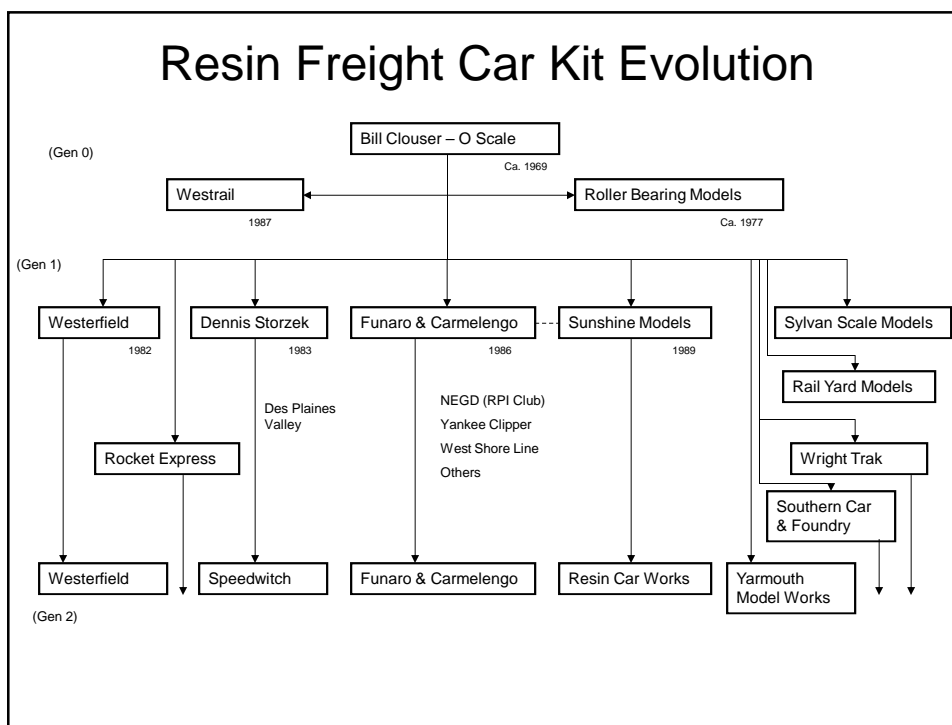 Resin Freight Car Kit Evolution
Bill Clouser – O Scale
(Gen 0)
Ca. 1969
Westrail
Roller Bearing Models
1987
Ca. 1977
(Gen 1)
Westerfield
Dennis Storzek
Funaro & Carmelengo
Sunshine Models
Sylvan Scale Models
1982
1983
1986
1989
Rail Yard Models
Des Plaines
Valley
NEGD (RPI Club)
Yankee Clipper
West Shore Line
Others
Rocket Express
Wright Trak
Southern Car
& Foundry
Westerfield
Speedwitch
Funaro & Carmelengo
Resin Car Works
Yarmouth
Model Works
(Gen 2)